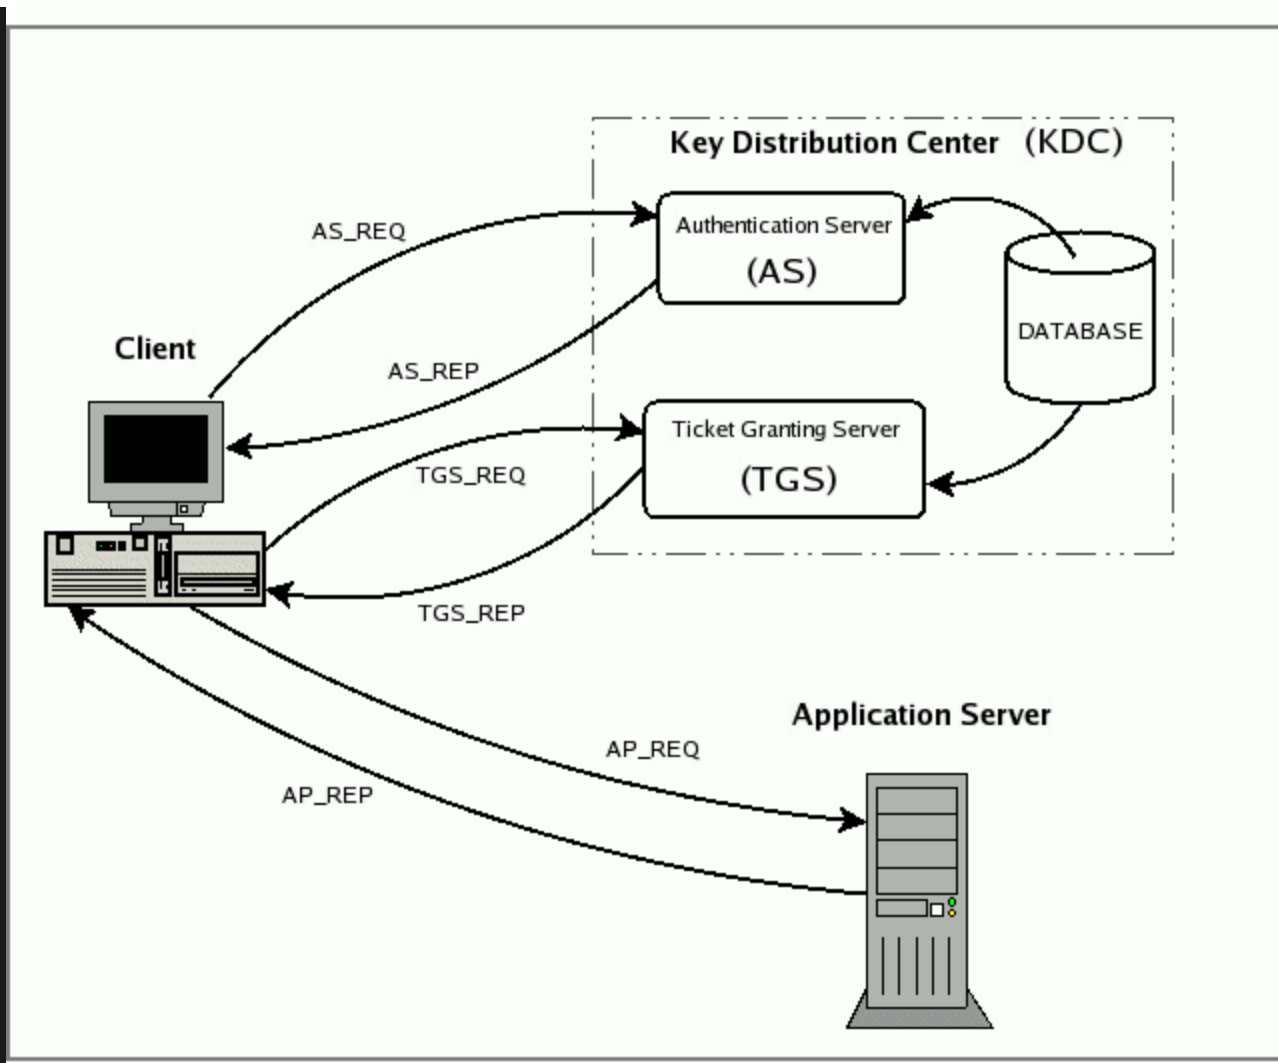 Key Distribution Center (KDC)
AS_REQ
Authentication Server
(AS)
DATABASE
Client
AS_REP
Ticket Granting Server
(TGS)
TGS_REQ
TGS_REP
Application Server
AP_REQ
AP_REP